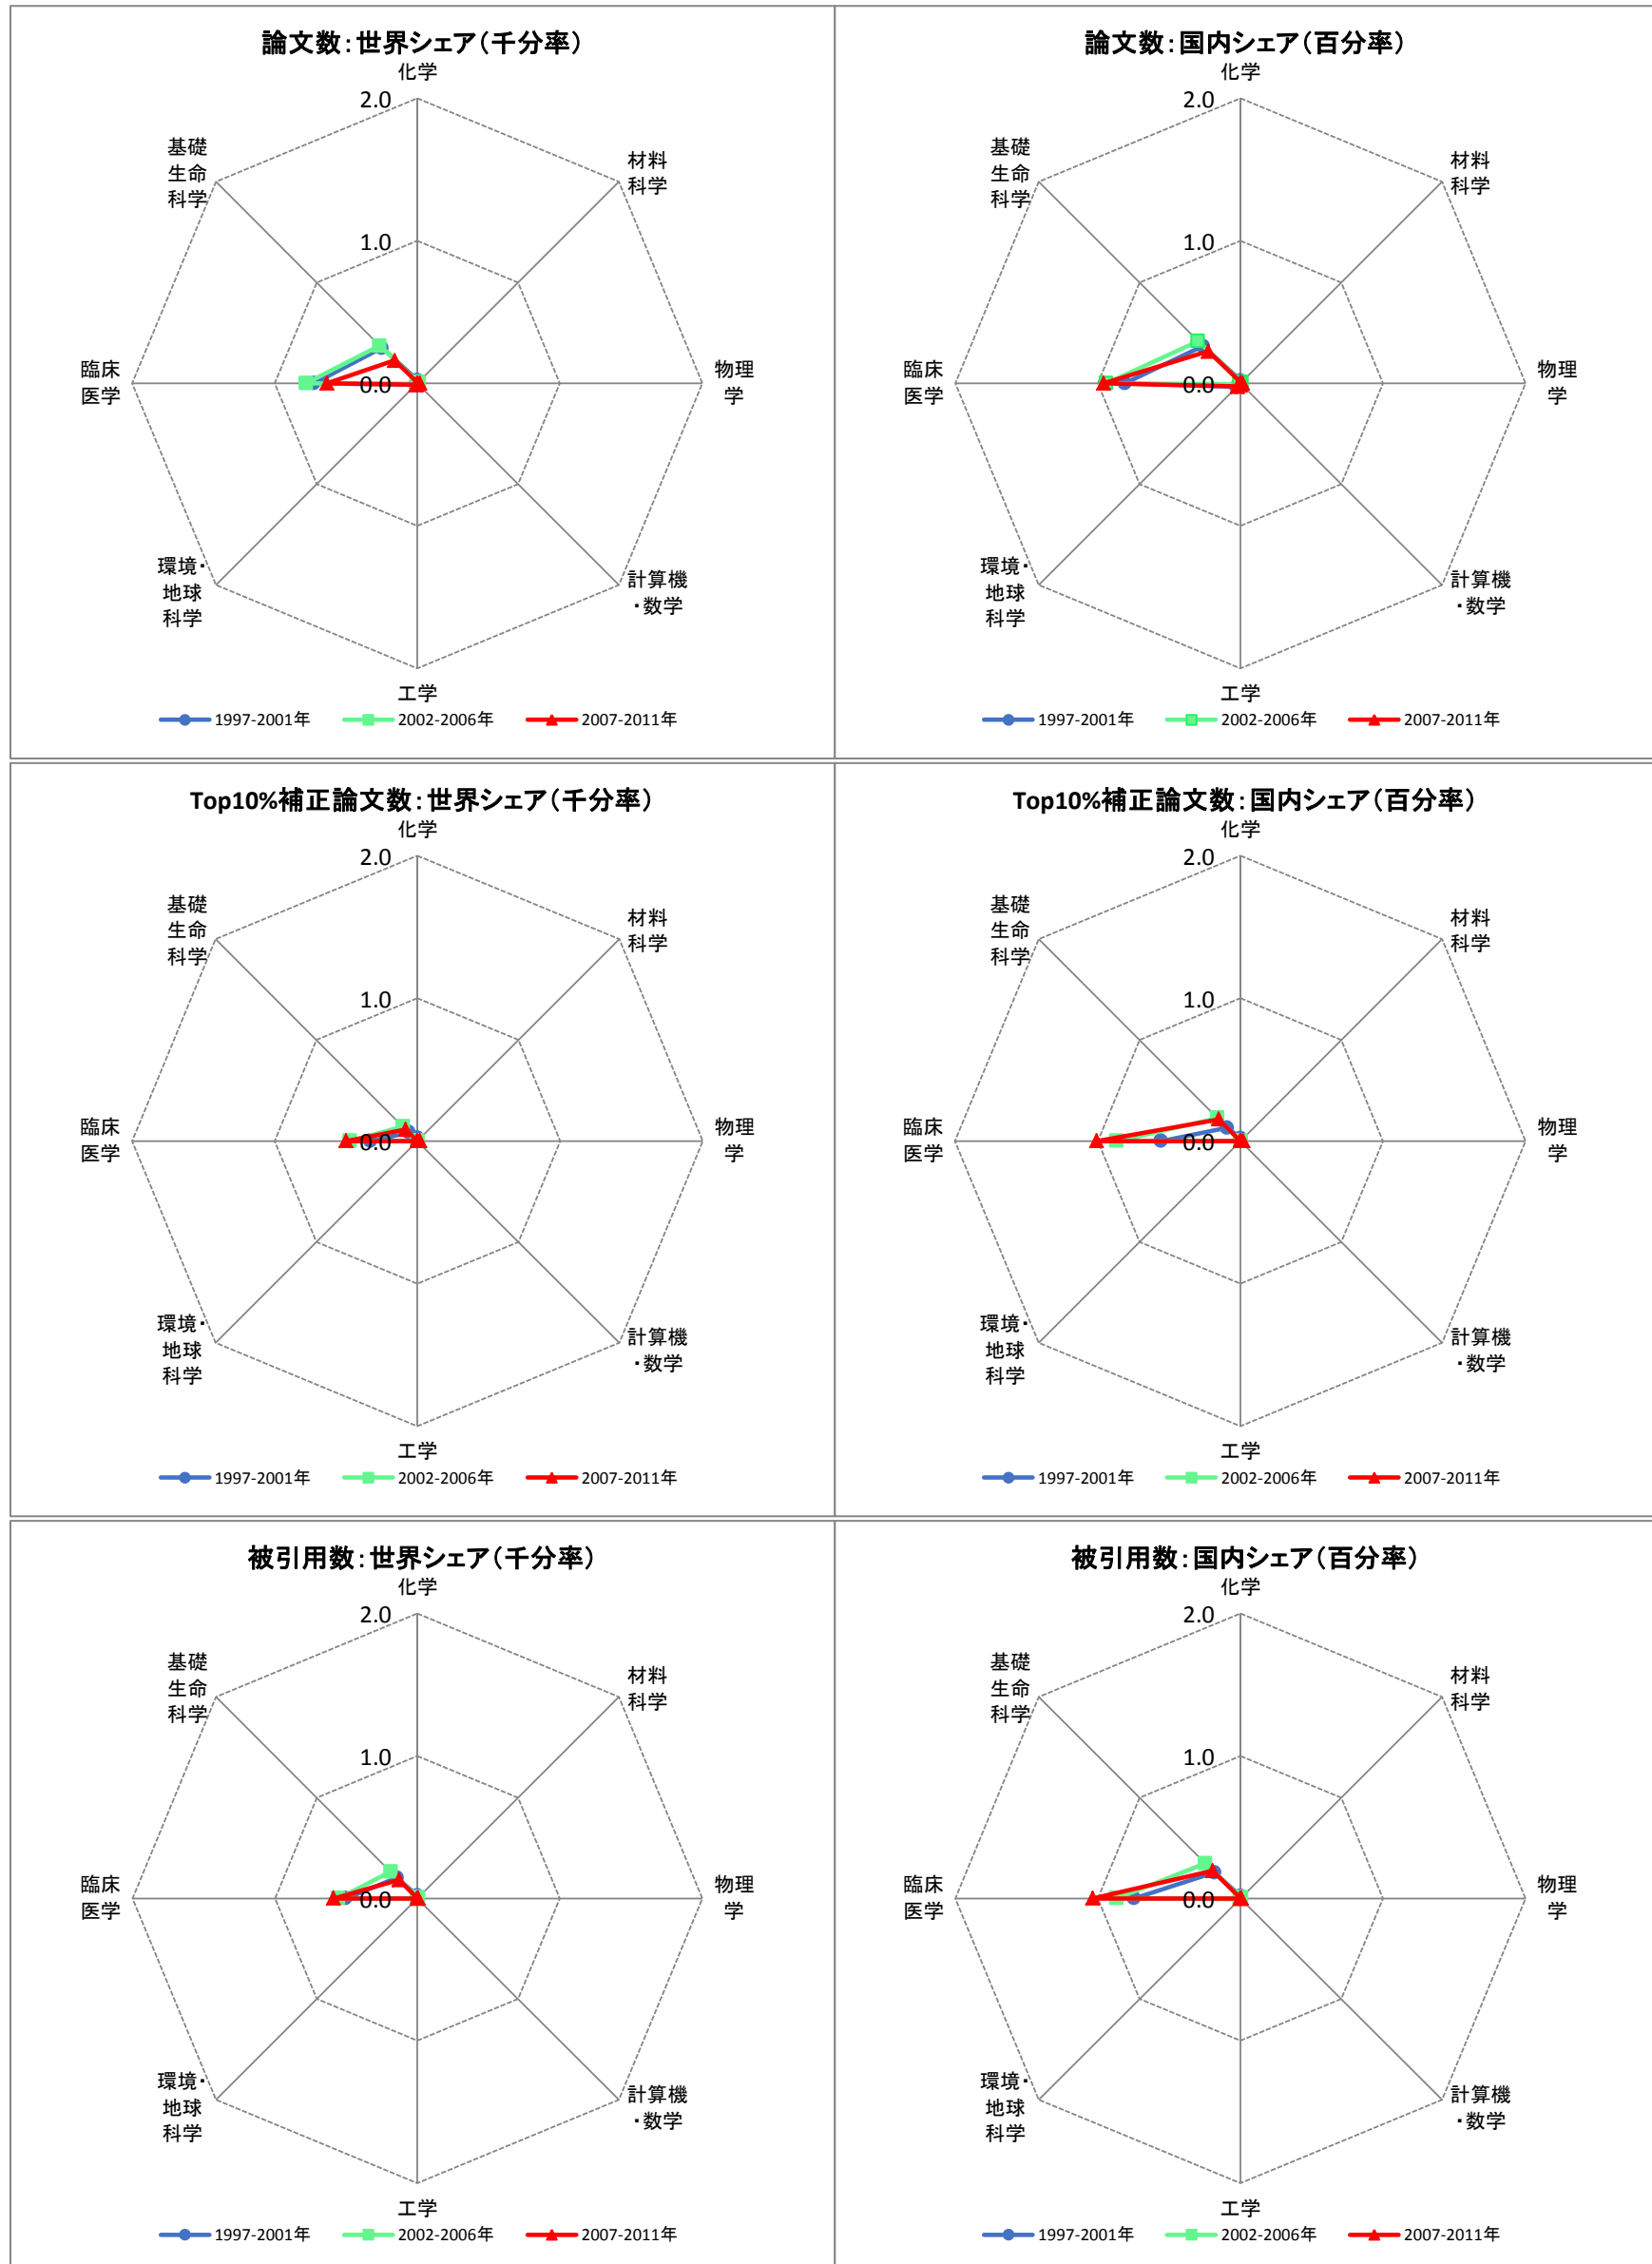 論文数：世界シェア（千分率）
化学
2.0
基礎
生命
科学
材料
科学
1.0
臨床
医学
0.0
物理
学
環境・
地球
科学
計算機
・数学
工学
1997-2001年
2002-2006年
2007-2011年
論文数：国内シェア（百分率）
化学
2.0
基礎
生命
科学
材料
科学
1.0
臨床
医学
0.0
物理
学
環境・
地球
科学
計算機
・数学
工学
1997-2001年
2002-2006年
2007-2011年
Top10%補正論文数：世界シェア（千分率）
化学
2.0
基礎
生命
科学
材料
科学
1.0
臨床
医学
0.0
物理
学
環境・
地球
科学
計算機
・数学
工学
1997-2001年
2002-2006年
2007-2011年
Top10%補正論文数：国内シェア（百分率）
化学
2.0
基礎
生命
科学
材料
科学
1.0
臨床
医学
0.0
物理
学
環境・
地球
科学
計算機
・数学
工学
1997-2001年
2002-2006年
2007-2011年
被引用数：世界シェア（千分率）
化学
2.0
基礎
生命
科学
材料
科学
1.0
臨床
医学
0.0
物理
学
環境・
地球
科学
計算機
・数学
工学
1997-2001年
2002-2006年
2007-2011年
被引用数：国内シェア（百分率）
化学
2.0
基礎
生命
科学
材料
科学
1.0
臨床
医学
0.0
物理
学
環境・
地球
科学
計算機
・数学
工学
1997-2001年
2002-2006年
2007-2011年